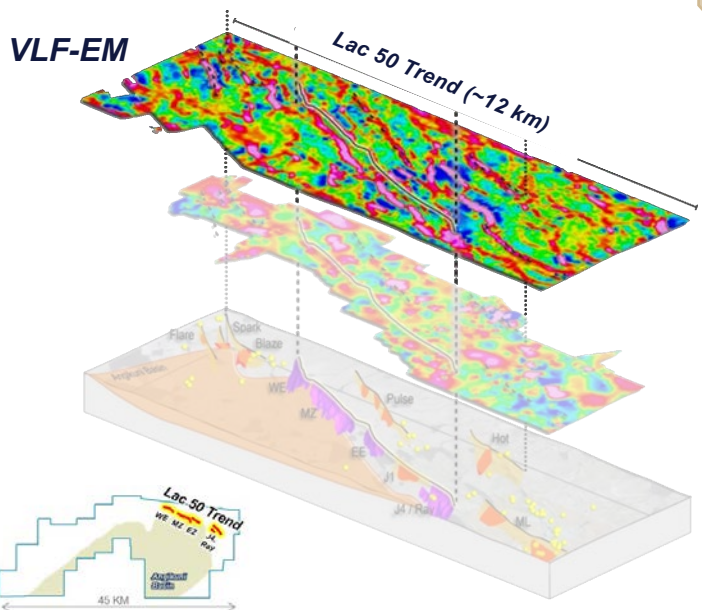 VLF-EM
Lac 50 Trend (~12 km)
Flare
Spark
Blaze
WE
MZ
Pulse
EE
Hot
J1
J4 / Ray
ML
Lac 50 Trend
WE
MZ
EZ
J4,
Ray
Angikuni
Basin
45 KM